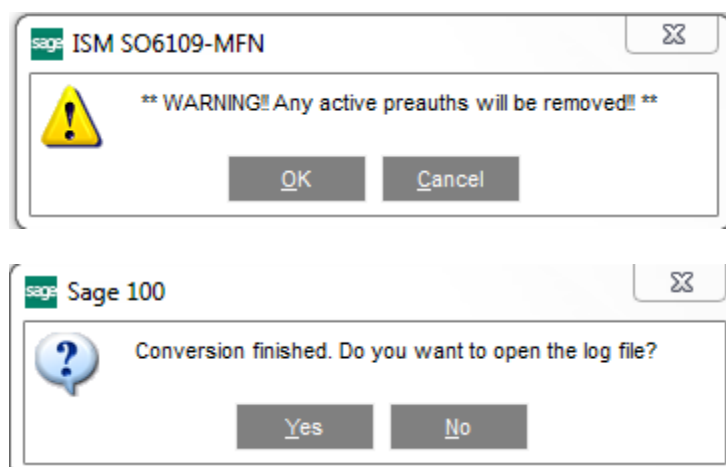 sage ISM SO6109-MFN
** WARNING!! Any active preauths will be removed!! **
OK Cancel
sage Sage 100
Conversion finished. Do you want to open the log file?
Yes No